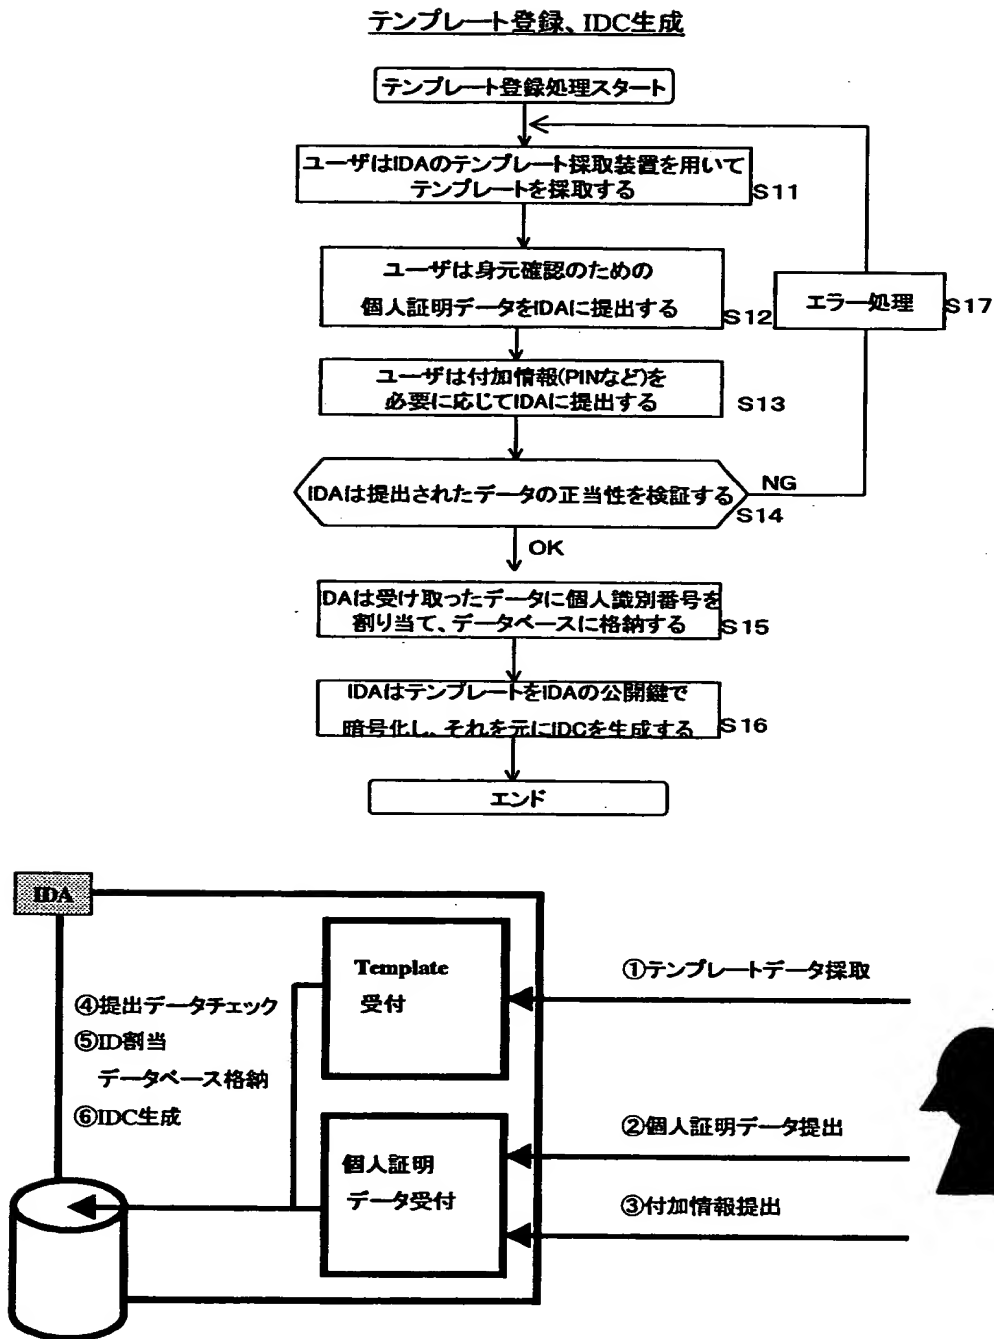 テンプレート登録、IDC生成
テンプレート登録処理スタート
ユーザはIDAのテンプレート採取装置を用いて
テンプレートを採取する
S11
ユーザは身元確認のための
個人証明データをIDAに提出する
S12
エラー処理
S17
ユーザは付加情報(PINなど)を
必要に応じてIDAに提出する
S13
IDAは提出されたデータの正当性を検証する
NG
S14
OK
IDAは受け取ったデータに個人識別番号を
割り当て、データベースに格納する
S15
IDAはテンプレートをIDAの公開鍵で
暗号化し、それを元にIDCを生成する
S16
エンド
IDA
Template
受付
①テンプレートデータ採取
④提出データチェック
⑤ID割当
データベース格納
⑥IDC生成
②個人証明データ提出
個人証明
データ受付
③付加情報提出